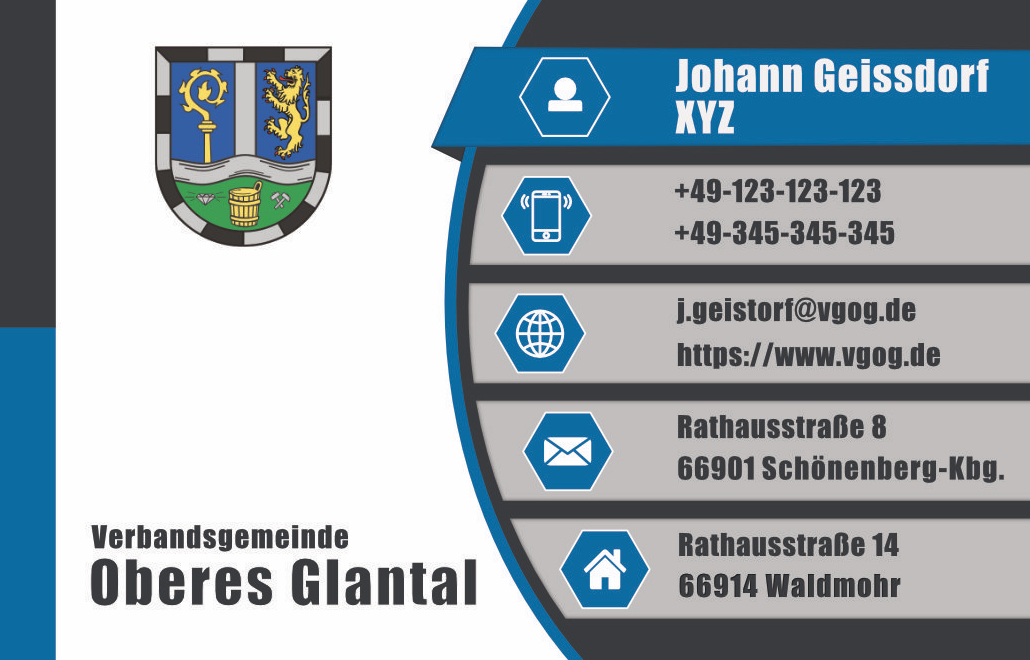 Johann Geissdorf
XYZ
+49-123-123-123
+49-345-345-345
j.geistorf@vgog.de
https://www.vgog.de
Rathausstraße 8
66901 Schönenberg-Kbg.
Rathausstraße 14
66914 Waldmohr
Verbandsgemeinde
Oberes Glantal